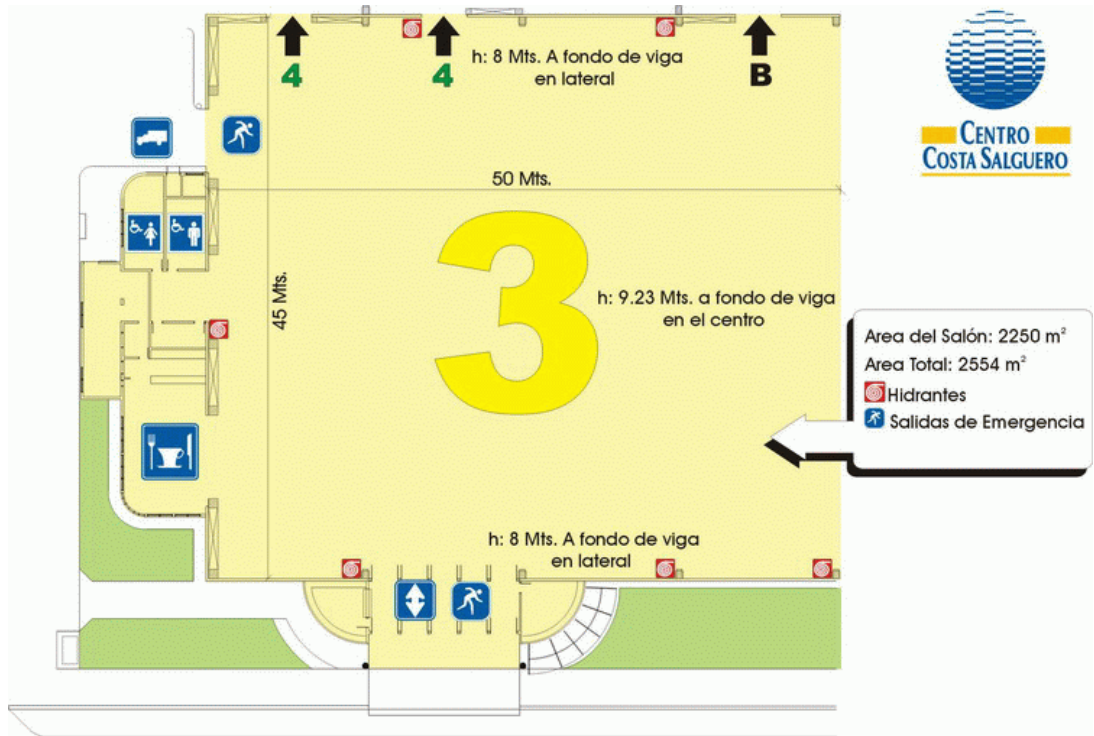 4
4
B
h: 8 Mts. A fondo de viga
en lateral
CENTRO
COSTA SALGUERO
50 Mts.
3
45 Mts.
h: 9.23 Mts. a fondo de viga
en el centro
Area del Salón: 2250 m²
Area Total: 2554 m²
Hidrantes
Salidas de Emergencia
h: 8 Mts. A fondo de viga
en lateral